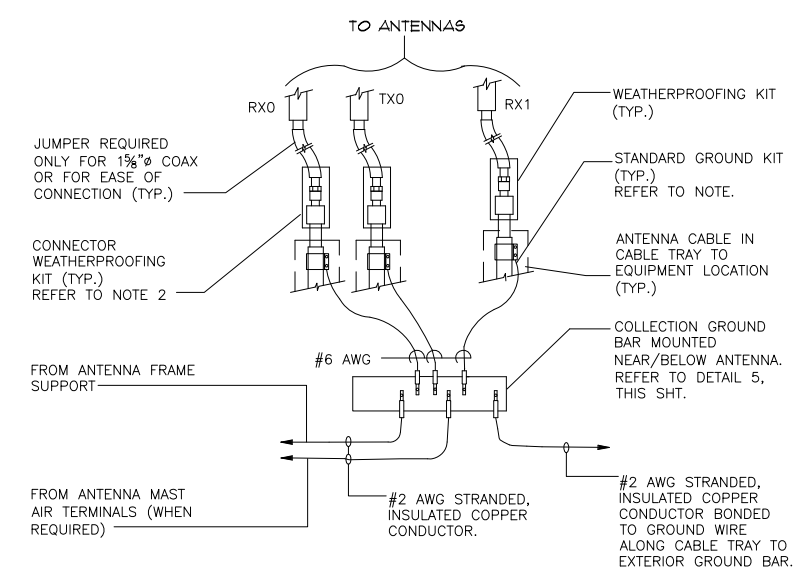 TO ANTENNAS
RX0
TX0
RX1
WEATHERPROOFING KIT
(TYP.)
JUMPER REQUIRED
ONLY FOR 1⅝"ø COAX
OR FOR EASE OF
CONNECTION (TYP.)
STANDARD GROUND KIT
(TYP.)
REFER TO NOTE.
CONNECTOR
WEATHERPROOFING
KIT (TYP.)
REFER TO NOTE 2
ANTENNA CABLE IN
CABLE TRAY TO
EQUIPMENT LOCATION
(TYP.)
#6 AWG
COLLECTION GROUND
BAR MOUNTED
NEAR/BELOW ANTENNA.
REFER TO DETAIL 5,
THIS SHT.
FROM ANTENNA FRAME
SUPPORT
FROM ANTENNA MAST
AIR TERMINALS (WHEN
REQUIRED)
#2 AWG STRANDED,
INSULATED COPPER
CONDUCTOR.
#2 AWG STRANDED,
INSULATED COPPER
CONDUCTOR BONDED
TO GROUND WIRE
ALONG CABLE TRAY TO
EXTERIOR GROUND BAR.